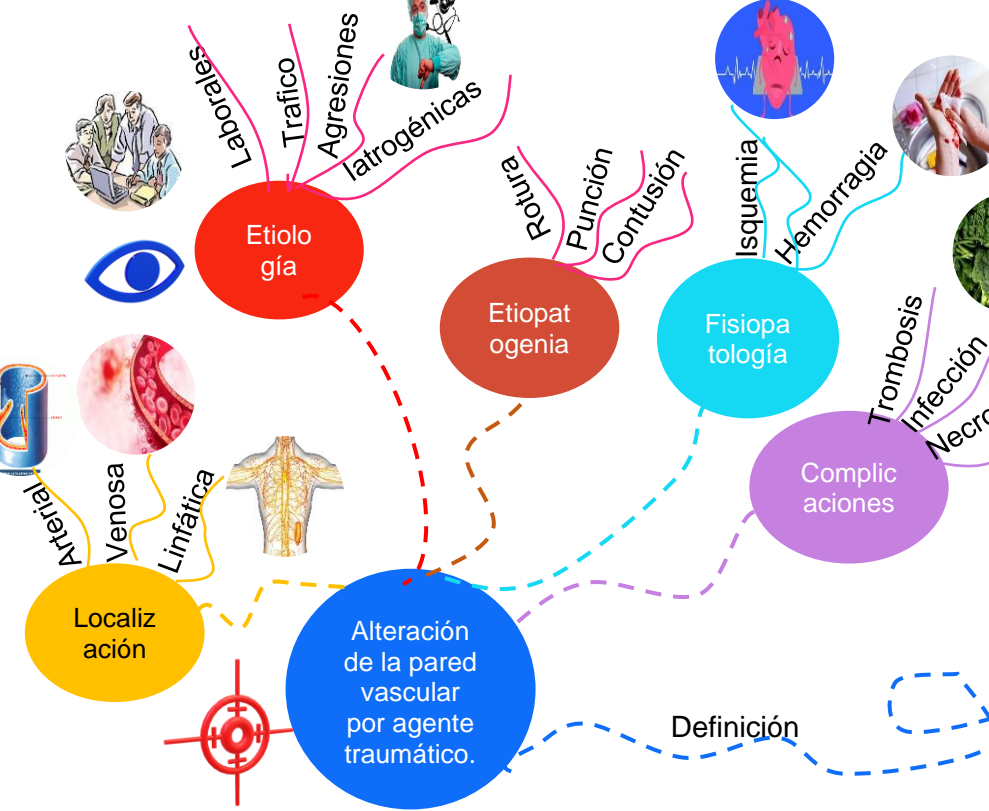 Laborales
Trafico
Agresiones
Iatrogénicas
Etiolo
gía
Rotura
Punción
Contusión
Etiopat
ogenia
Isquemia
Hemorragia
Fisiopa
tología
Trombosis
Infección
Necro
Complic
aciones
Arterial
Venosa
Linfática
Localiz
ación
Alteración
de la pared
vascular
por agente
traumático.
Definición